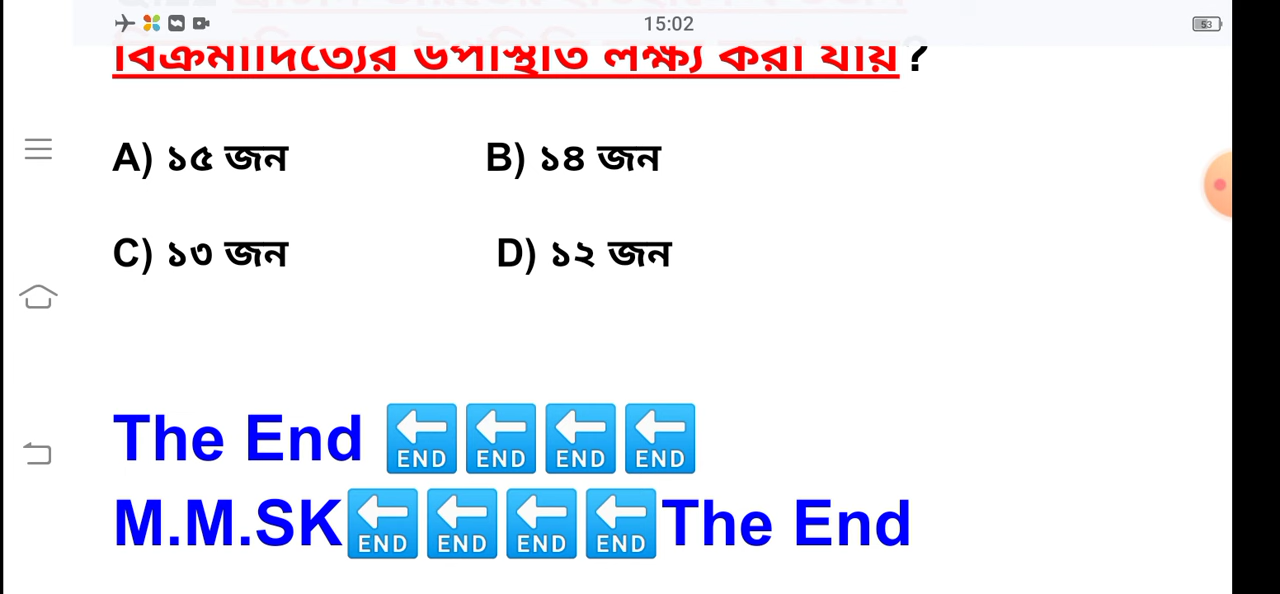 15:02
53
বিক্রমাদিত্যের উপস্থিতি লক্ষ্য করা যায়?
A) ১৫ জন B) ১৪ জন
C) ১৩ জন D) ১২ জন
The End END END END END
M.M.SK END END END END The End